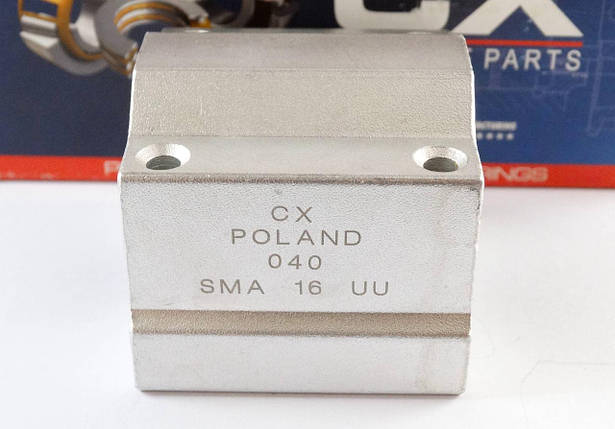 CX
PARTS
CX
POLAND
040
SMA 16 UU